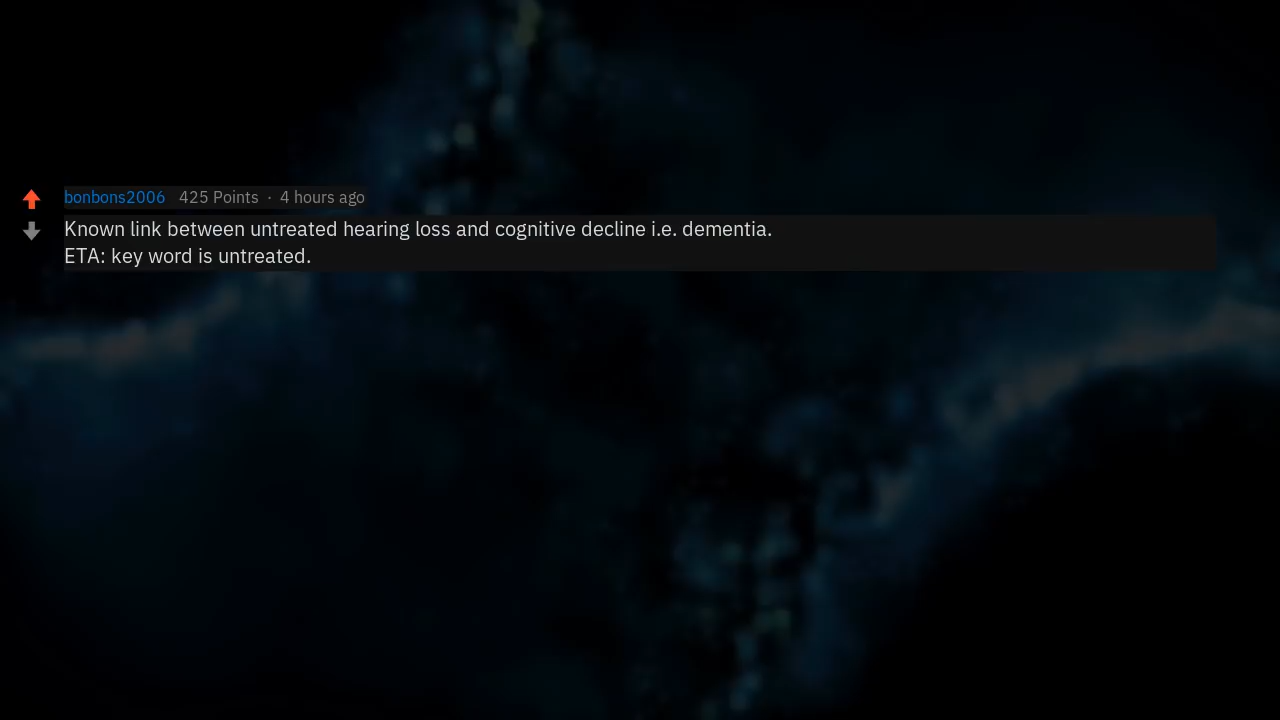 bonbons2006 425 Points · 4 hours ago
Known link between untreated hearing loss and cognitive decline i.e. dementia.
ETA: key word is untreated.